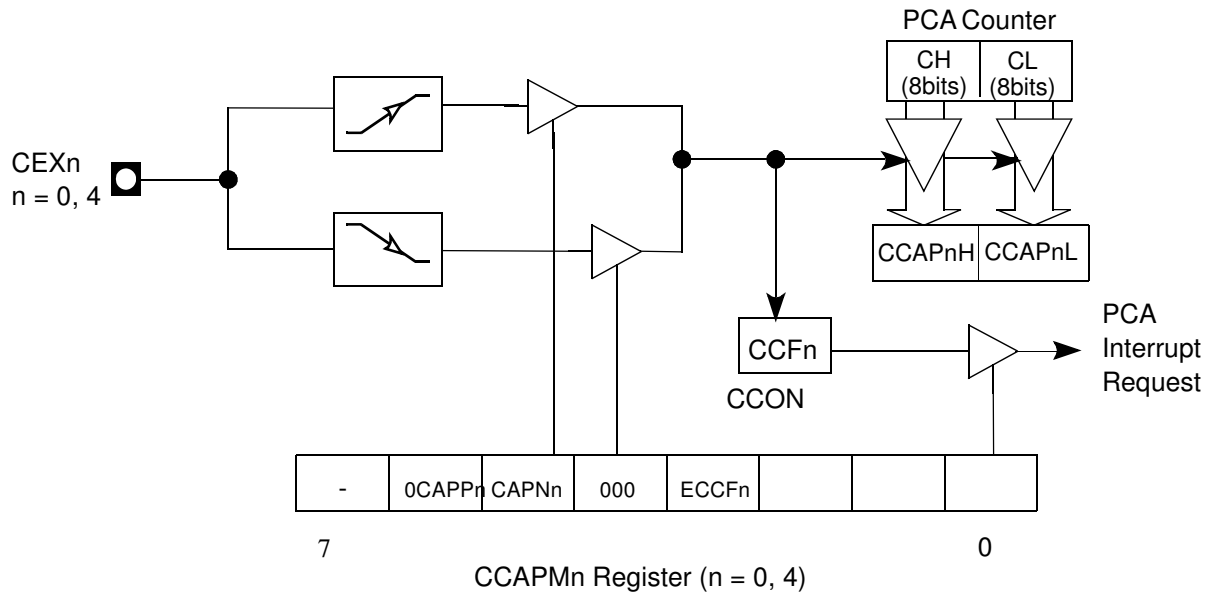 PCA Counter
CH
(8bits)
CL
(8bits)
CEXn
n = 0, 4
CCAPnH
CCAPnL
CCFn
CCON
PCA
Interrupt
Request
-
0CAPPn
CAPNn
000
ECCFn
7
0
CCAPMn Register (n = 0, 4)